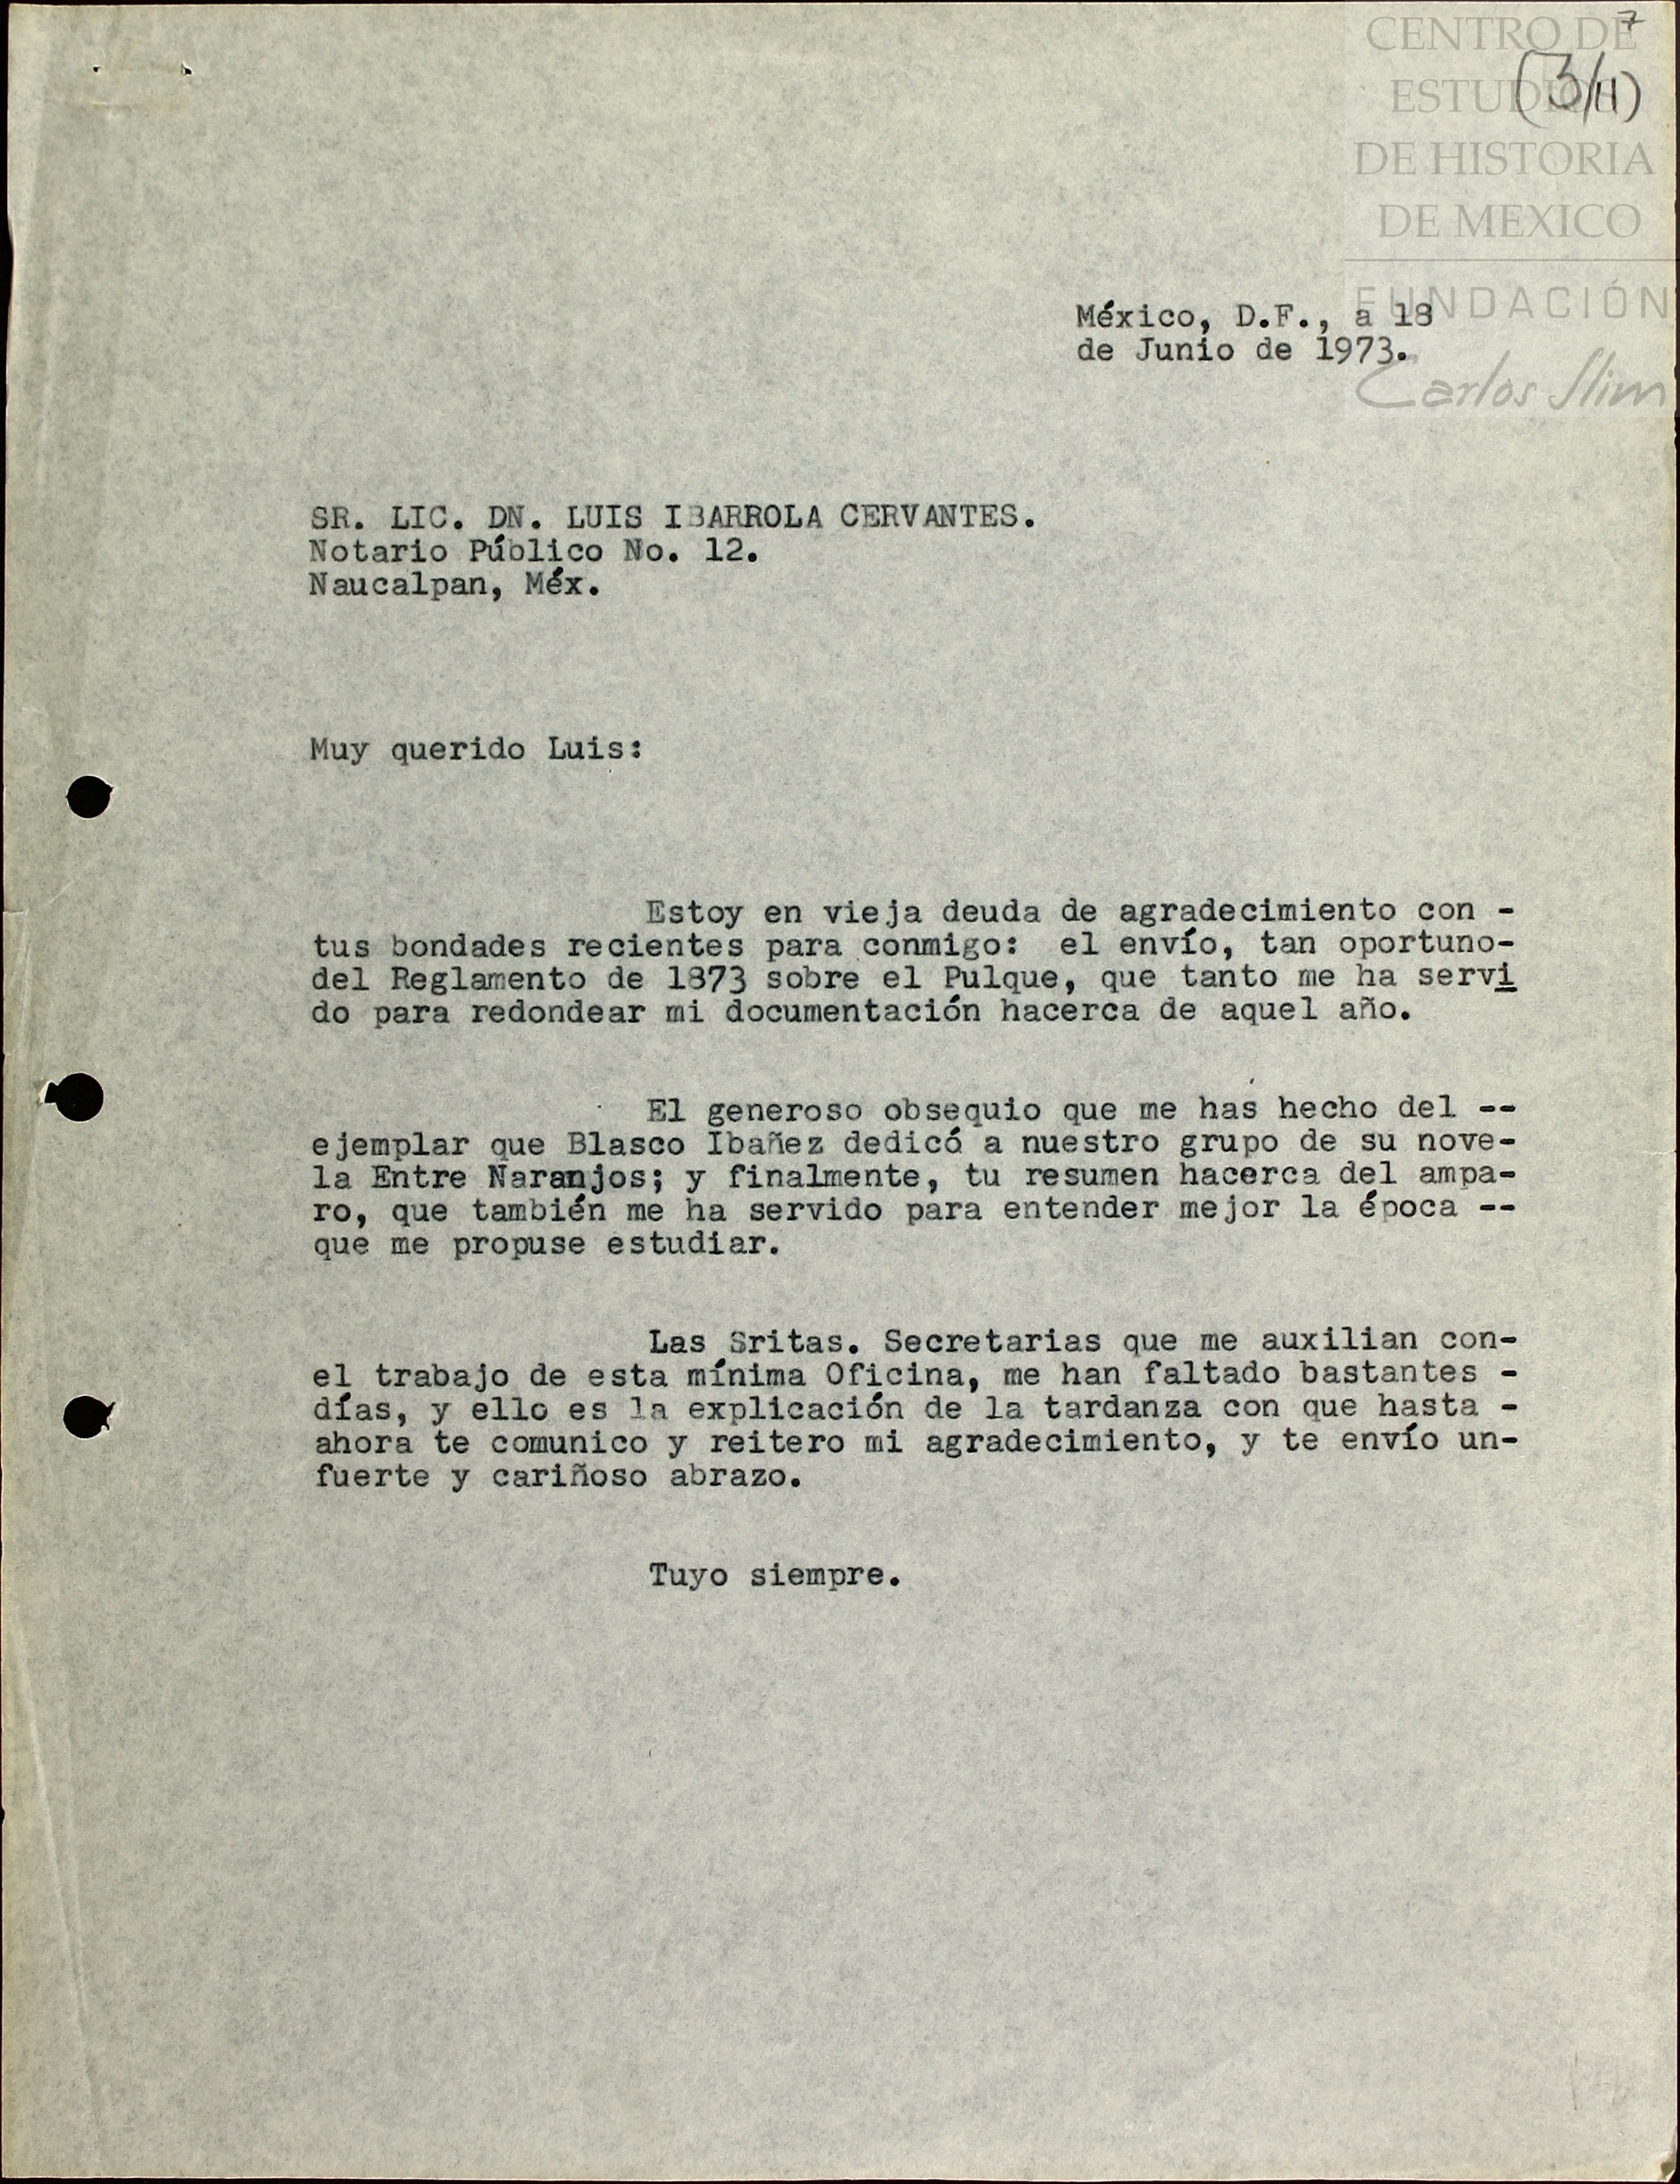 7
CENTRO DE
ESTUDIOS
(3/11)
DE HISTORIA
DE MEXICO
FUNDACIÓN
Carlos Slim
México, D.F., a 18
de Junio de 1973.
SR. LIC. DN. LUIS IBARROLA CERVANTES.
Notario Público No. 12.
Naucalpan, Méx.
Muy querido Luis:
Estoy en vieja deuda de agradecimiento con -
tus bondades recientes para conmigo: el envío, tan oportuno-
del Reglamento de 1873 sobre el Pulque, que tanto me ha servi
do para redondear mi documentación hacerca de aquel año.
El generoso obsequio que me has hecho del --
ejemplar que Blasco Ibañez dedicó a nuestro grupo de su nove-
la Entre Naranjos; y finalmente, tu resumen hacerca del ampa-
ro, que también me ha servido para entender mejor la época --
que me propuse estudiar.
Las Sritas. Secretarias que me auxilian con-
el trabajo de esta mínima Oficina, me han faltado bastantes -
días, y ello es la explicación de la tardanza con que hasta -
ahora te comunico y reitero mi agradecimiento, y te envío un-
fuerte y cariñoso abrazo.
Tuyo siempre.